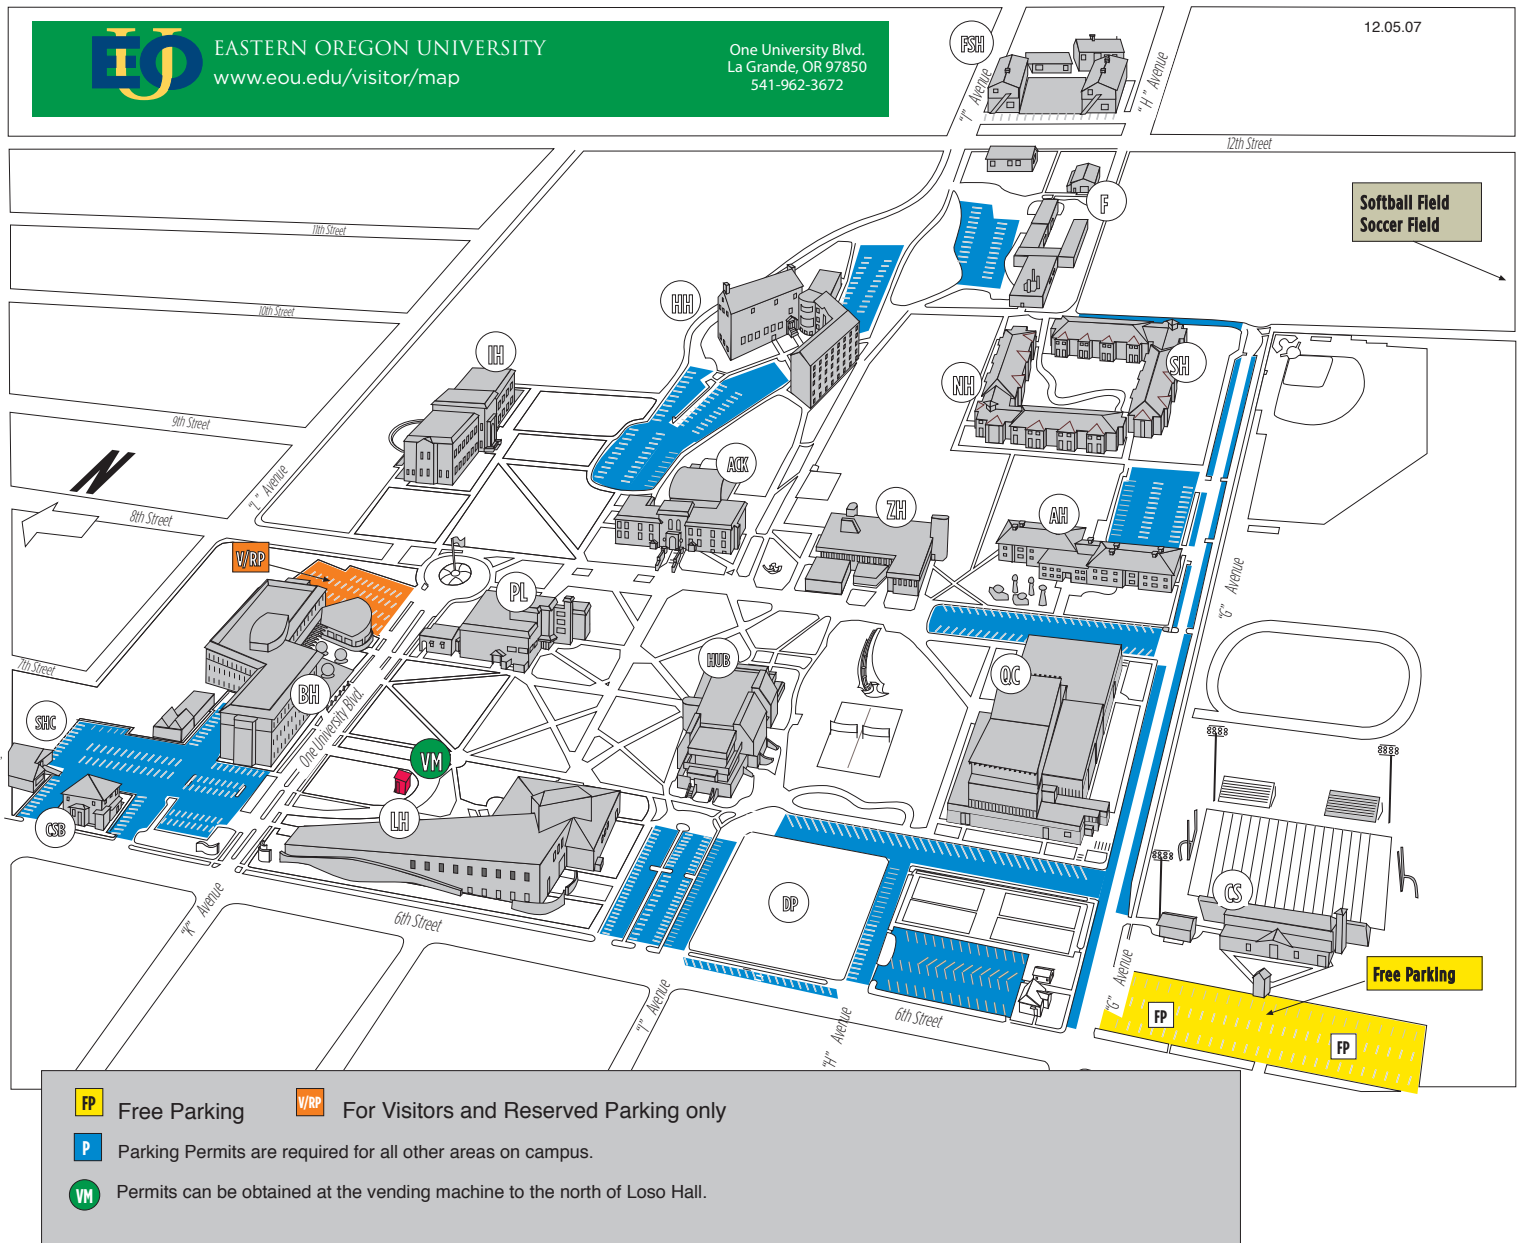 EOU
EASTERN OREGON UNIVERSITY
www.eou.edu/visitor/map
One University Blvd.
La Grande, OR 97850
541-962-3672
12.05.07
FSH
"I" Avenue
"H" Avenue
12th Street
F
Softball Field
Soccer Field
11th Street
10th Street
9th Street
8th Street
7th Street
"L" Avenue
N
HH
IH
NH
SH
ACK
ZH
AH
V/RP
PL
HUB
QC
"G" Avenue
BH
SHC
CSB
One University Blvd.
VM
LH
DP
CS
"K" Avenue
6th Street
"I" Avenue
"H" Avenue
6th Street
"G" Avenue
Free Parking
FP
FP
FP Free Parking
V/RP For Visitors and Reserved Parking only
P Parking Permits are required for all other areas on campus.
VM Permits can be obtained at the vending machine to the north of Loso Hall.